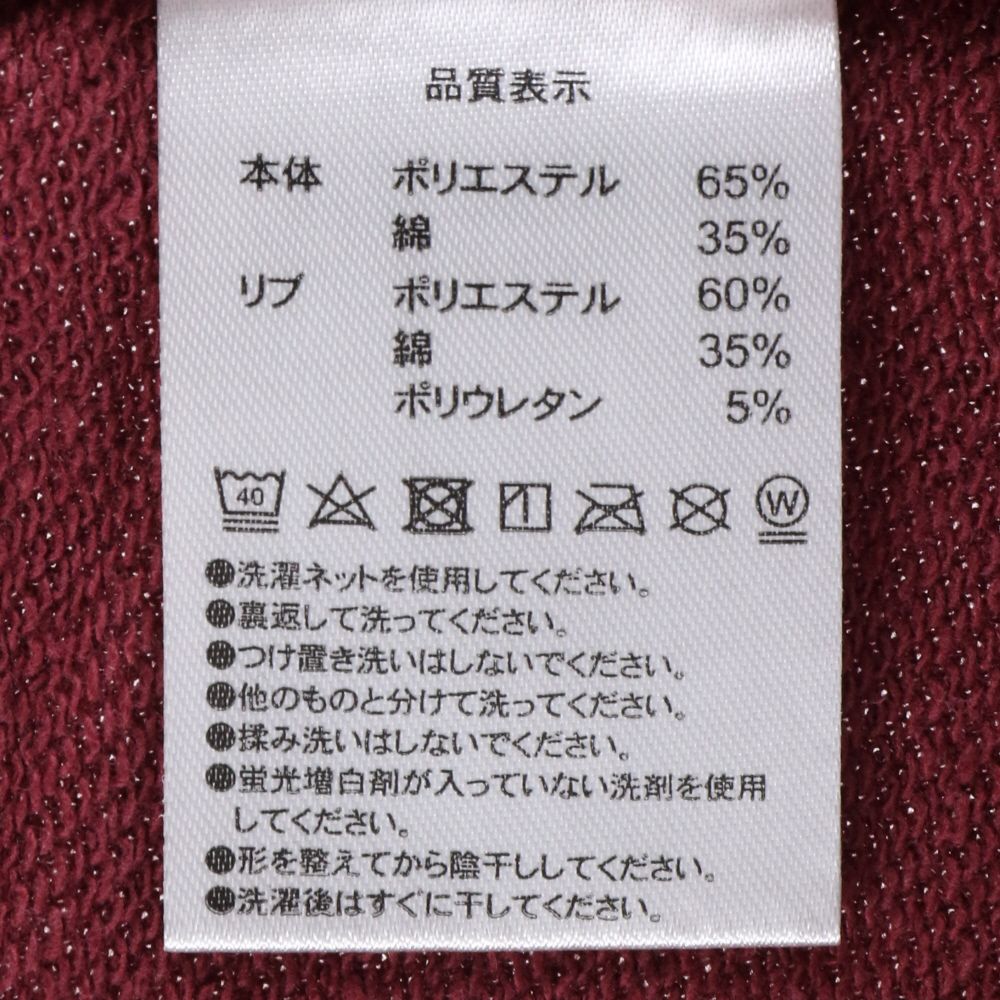 品質表示
本体 ポリエステル 65%
綿 35%
リブ ポリエステル 60%
綿 35%
ポリウレタン 5%
40 W
●洗濯ネットを使用してください。
●裏返して洗ってください。
●つけ置き洗いはしないでください。
●他のものと分けて洗ってください。
●揉み洗いはしないでください。
●蛍光増白剤が入っていない洗剤を使用
してください。
●形を整えてから陰干ししてください。
●洗濯後はすぐに干してください。